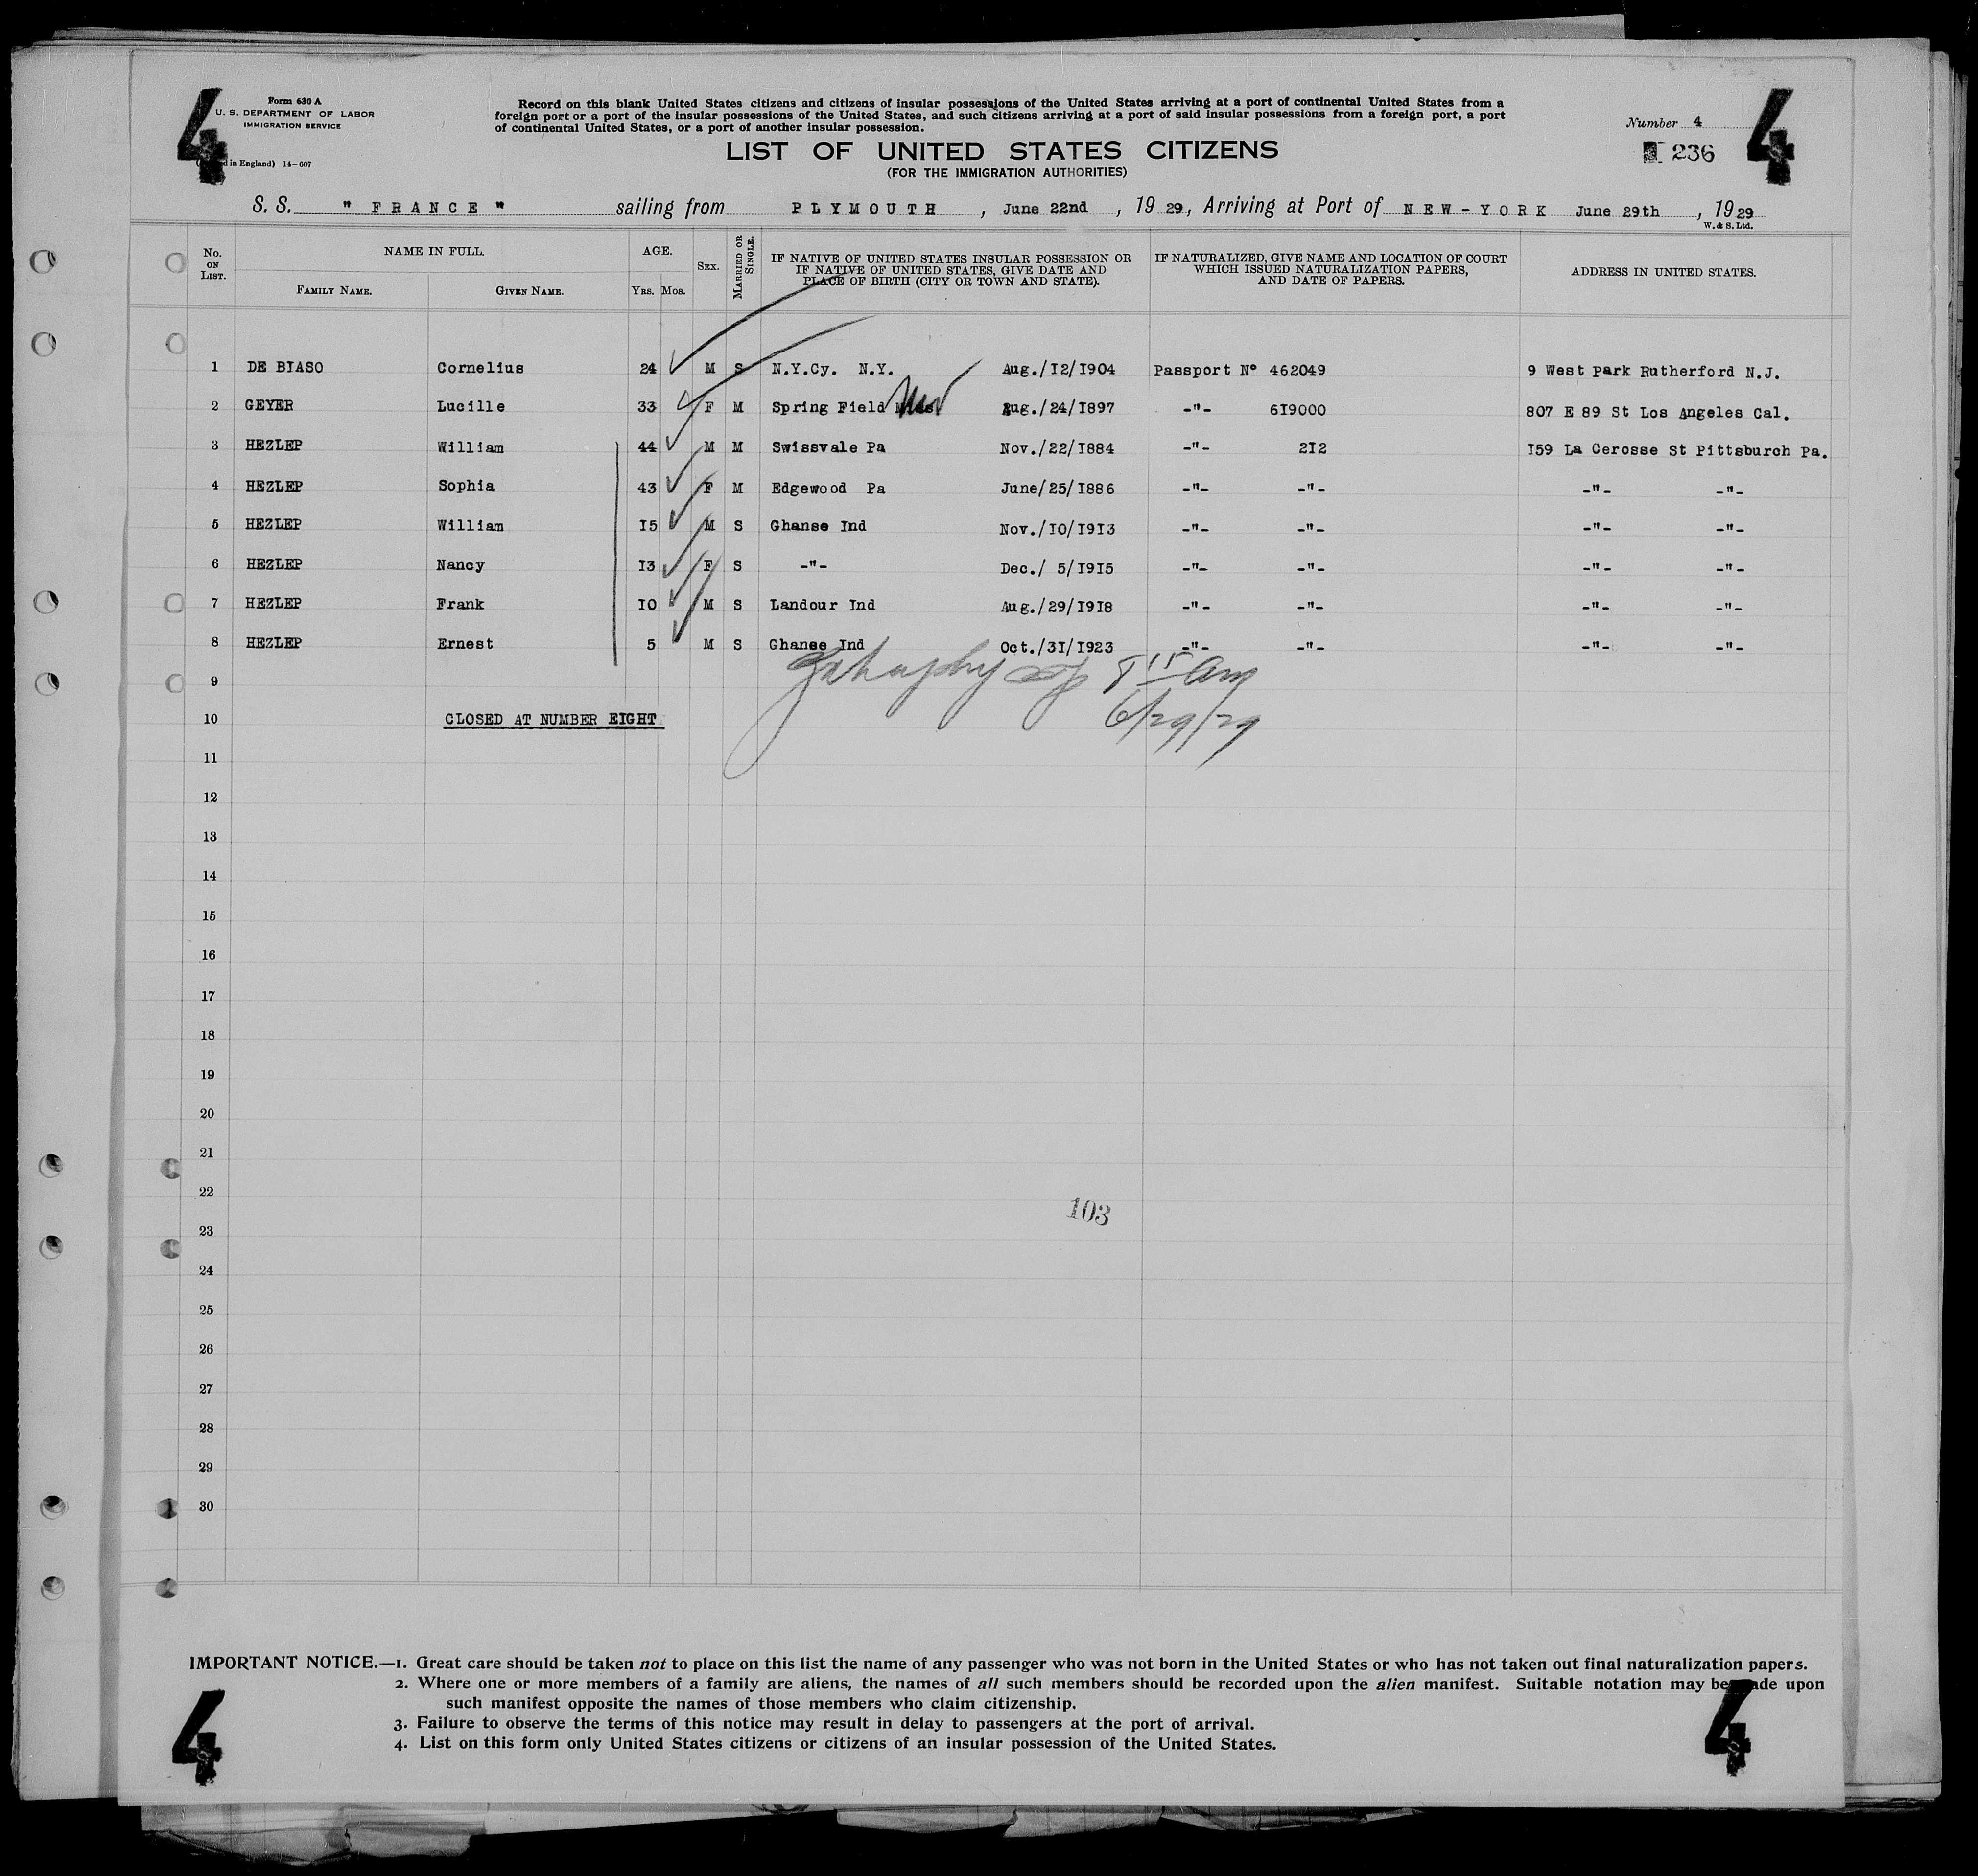 4
Form 630 A
U. S. DEPARTMENT OF LABOR
IMMIGRATION SERVICE
in England) 14-607
Record on this blank United States citizens and citizens of insular possessions of the United States arriving at a port of continental United States from a
foreign port or a port of the insular possessions of the United States, and such citizens arriving at a port of said insular possessions from a foreign port, a port
of continental United States, or a port of another insular possession.
LIST OF UNITED STATES CITIZENS
(FOR THE IMMIGRATION AUTHORITIES)
Number 4
236
4
S. S. " FRANCE " sailing from PLYMOUTH , June 22nd , 19 29, Arriving at Port of NEW-YORK June 29th , 19 29
W. & S. Ltd.
No. ON LIST. NAME IN FULL. FAMILY NAME. GIVEN NAME. AGE. YRS. MOS. SEX. MARRIED OR SINGLE. IF NATIVE OF UNITED STATES INSULAR POSSESSION OR IF NATIVE OF UNITED STATES, GIVE DATE AND PLACE OF BIRTH (CITY OR TOWN AND STATE). IF NATURALIZED, GIVE NAME AND LOCATION OF COURT WHICH ISSUED NATURALIZATION PAPERS, AND DATE OF PAPERS. ADDRESS IN UNITED STATES.
1 DE BIASO Cornelius 24 M S N.Y.Cy. N.Y. Aug./I2/I904 Passport N° 462049 9 West Park Rutherford N.J.
2 GEYER Lucille 33 F M Spring Field Aug./24/I897 -"- 6I9000 807 E 89 St Los Angeles Cal.
3 HEZLEP William 44 M M Swissvale Pa Nov./22/I884 -"- 2I2 I59 La Cerosse St Pittsburch Pa.
4 HEZLEP Sophia 43 F M Edgewood Pa June/25/I886 -"- -"- -"- -"-
5 HEZLEP William I5 M S Ghanse Ind Nov./I0/I9I3 -"- -"- -"- -"-
6 HEZLEP Nancy I3 F S -"- Dec./ 5/I9I5 -"- -"- -"- -"-
7 HEZLEP Frank I0 M S Landour Ind Aug./29/I9I8 -"- -"- -"- -"-
8 HEZLEP Ernest 5 M S Ghanse Ind Oct./3I/I923 -"- -"- -"- -"-
9
10 CLOSED AT NUMBER EIGHT
6/29/29
11
12
13
14
15
16
17
18
19
20
21
22
103
23
24
25
26
27
28
29
30
IMPORTANT NOTICE.—1. Great care should be taken not to place on this list the name of any passenger who was not born in the United States or who has not taken out final naturalization papers.
2. Where one or more members of a family are aliens, the names of all such members should be recorded upon the alien manifest. Suitable notation may be made upon
such manifest opposite the names of those members who claim citizenship.
3. Failure to observe the terms of this notice may result in delay to passengers at the port of arrival.
4. List on this form only United States citizens or citizens of an insular possession of the United States.
4
4